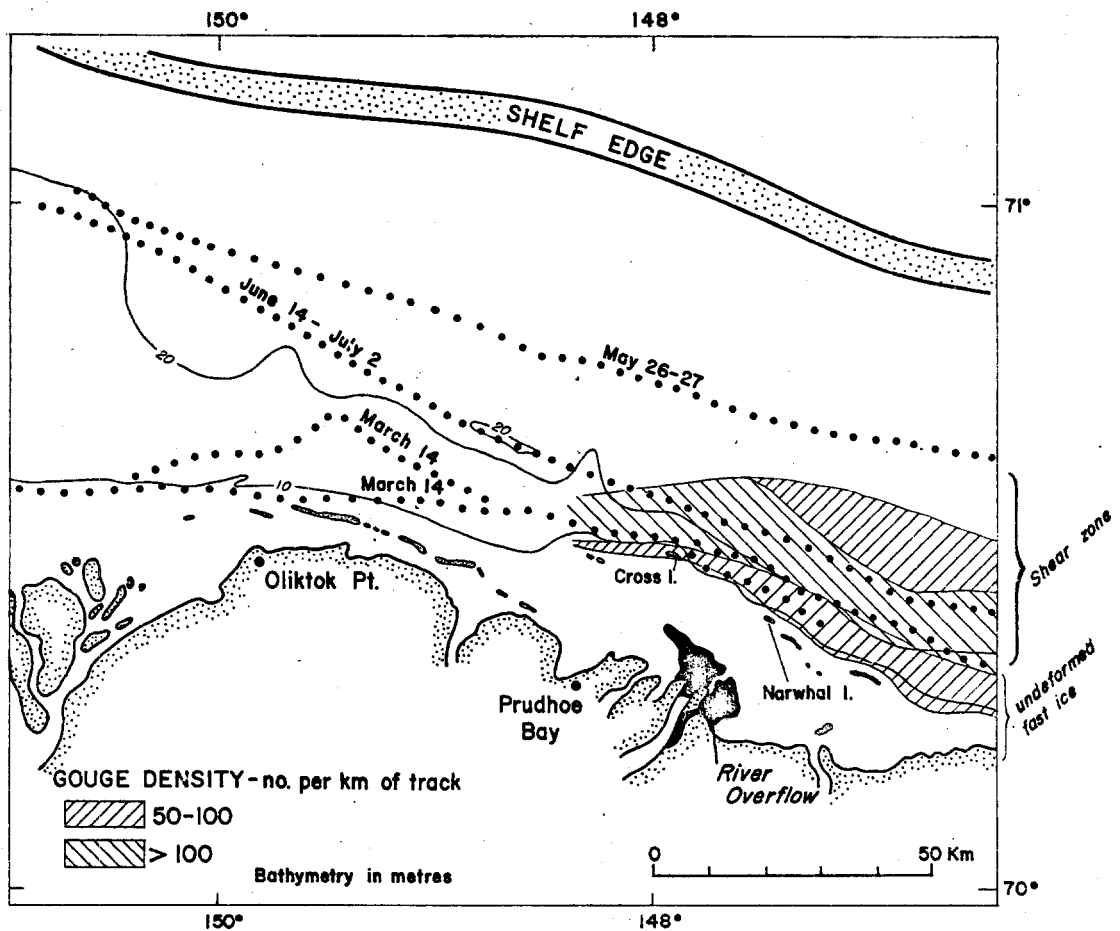 150°
148°
SHELF EDGE
71°
June 14 - July 2
20
May 26-27
20
March 14
March 14
10
Shear zone
Cross I.
Oliktok Pt.
Narwhal I.
undeformed
fast ice
Prudhoe
Bay
River
Overflow
GOUGE DENSITY - no. per km of track
50-100
> 100
Bathymetry in metres
0
50 Km
70°
150°
148°